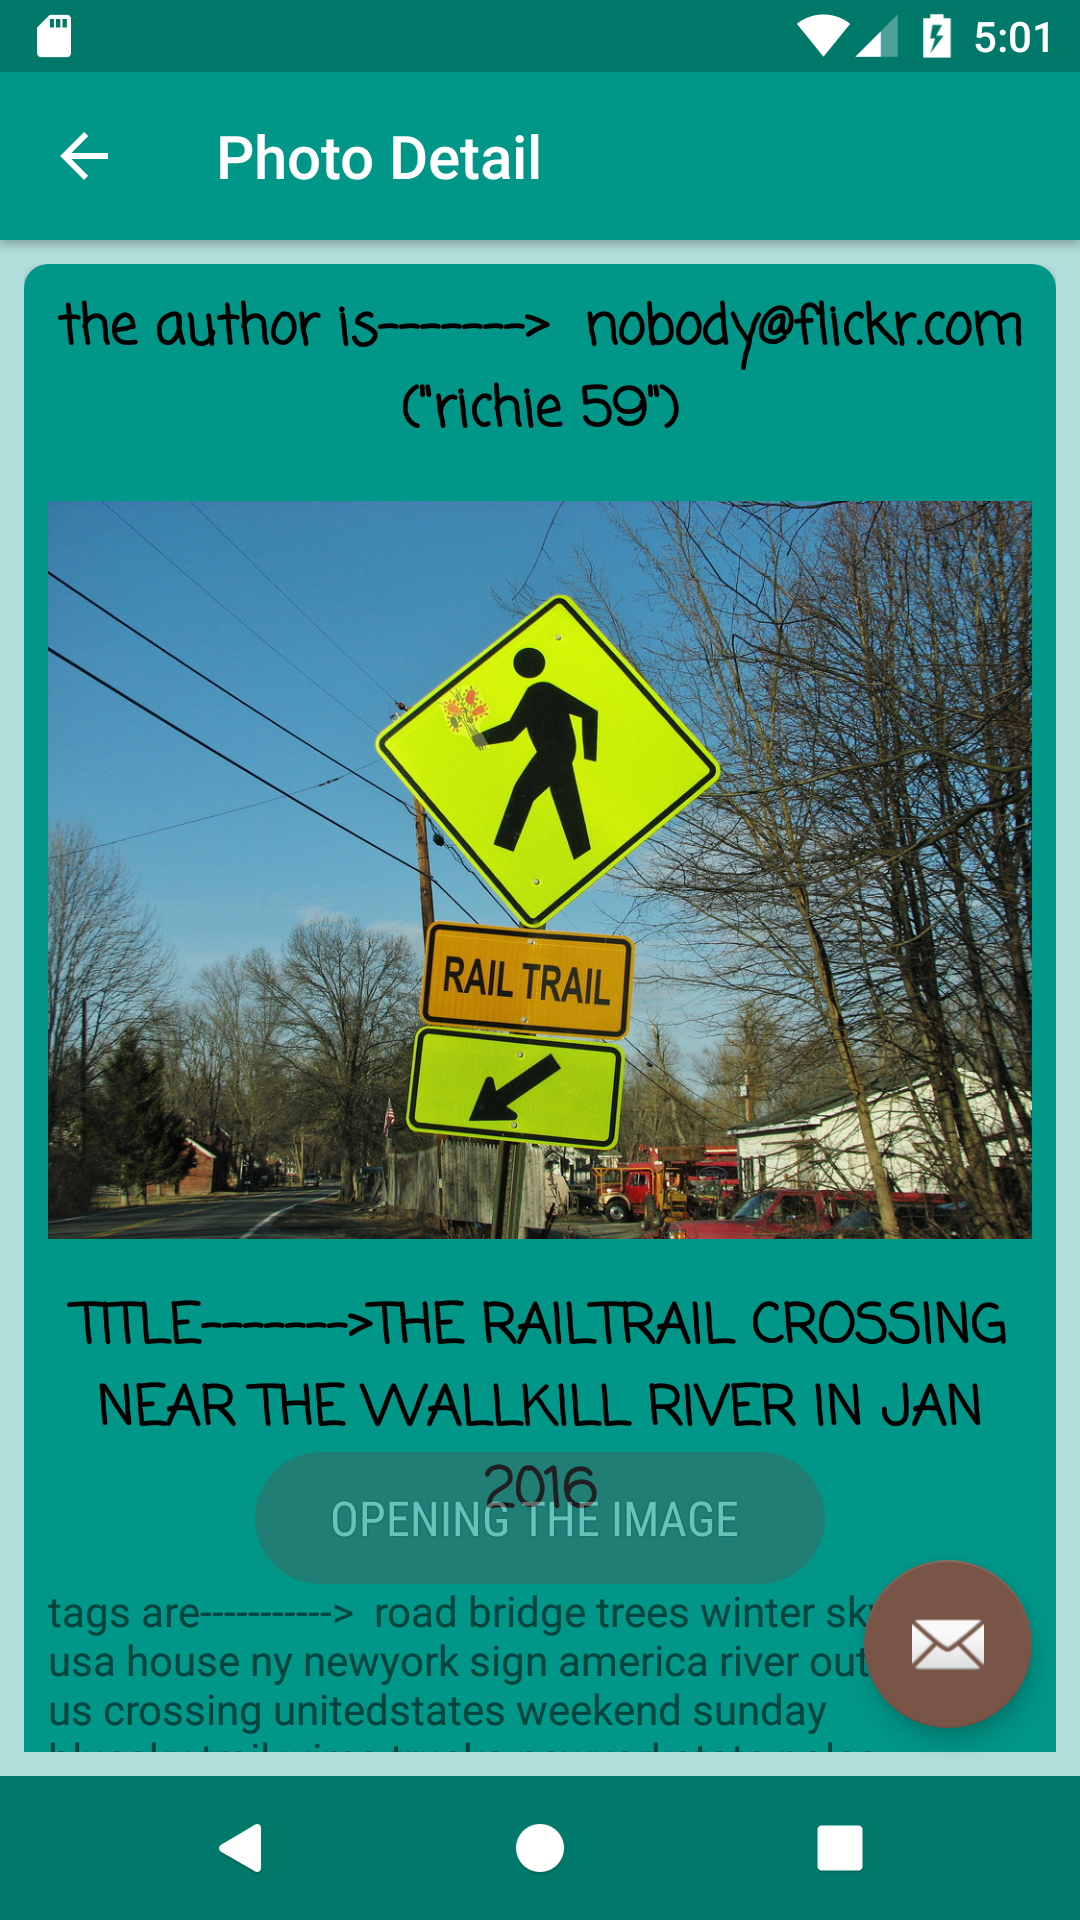 5:01
Photo Detail
the author is-------> nobody@flickr.com
("richie 59")
RAIL TRAIL
TITLE------->THE RAILTRAIL CROSSING
NEAR THE WALLKILL RIVER IN JAN
2016
OPENING THE IMAGE
tags are-----------> road bridge trees winter
usa house ny newyork sign america river
us crossing unitedstates weekend sunday